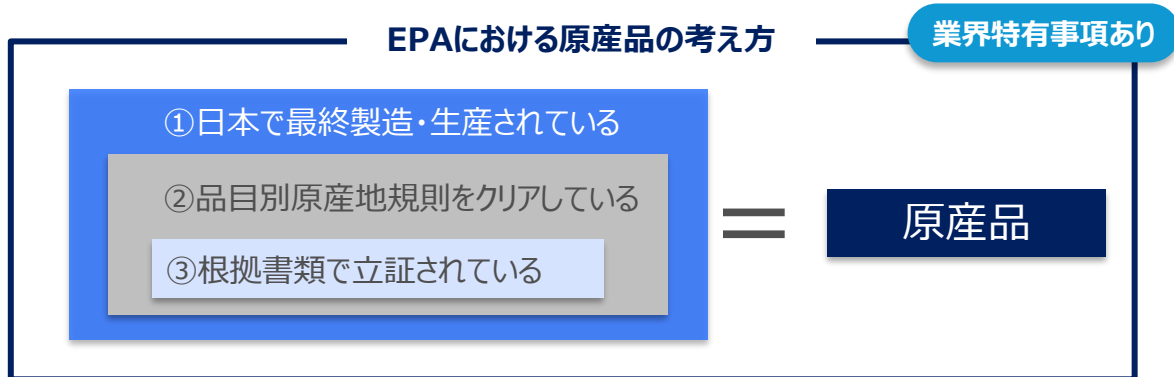 EPAにおける原産品の考え方
業界特有事項あり
①日本で最終製造・生産されている
②品目別原産地規則をクリアしている
③根拠書類で立証されている
=
原産品